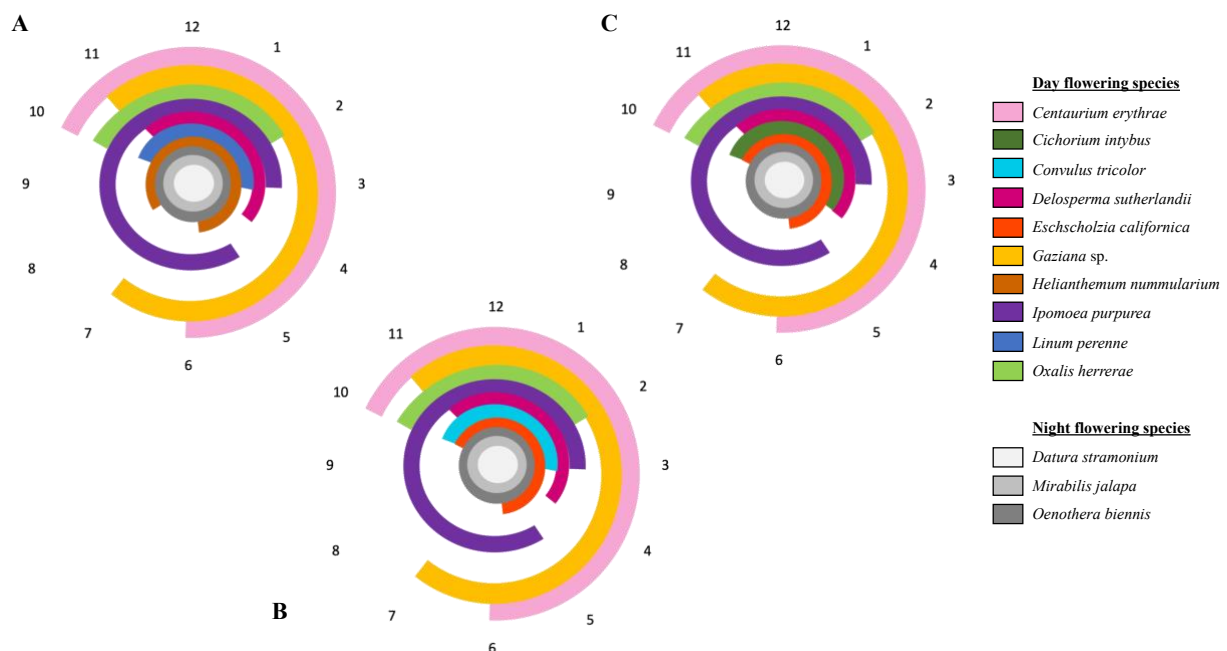 A
12
1
2
3
4
5
6
7
8
9
10
11
C
12
1
2
3
4
5
6
7
8
9
10
11
B
12
1
2
3
4
5
6
7
8
9
10
11
Day flowering species
Centaurium erythrae
Cichorium intybus
Convulus tricolor
Delosperma sutherlandii
Eschscholzia californica
Gaziana sp.
Helianthemum nummularium
Ipomoea purpurea
Linum perenne
Oxalis herrerae
Night flowering species
Datura stramonium
Mirabilis jalapa
Oenothera biennis